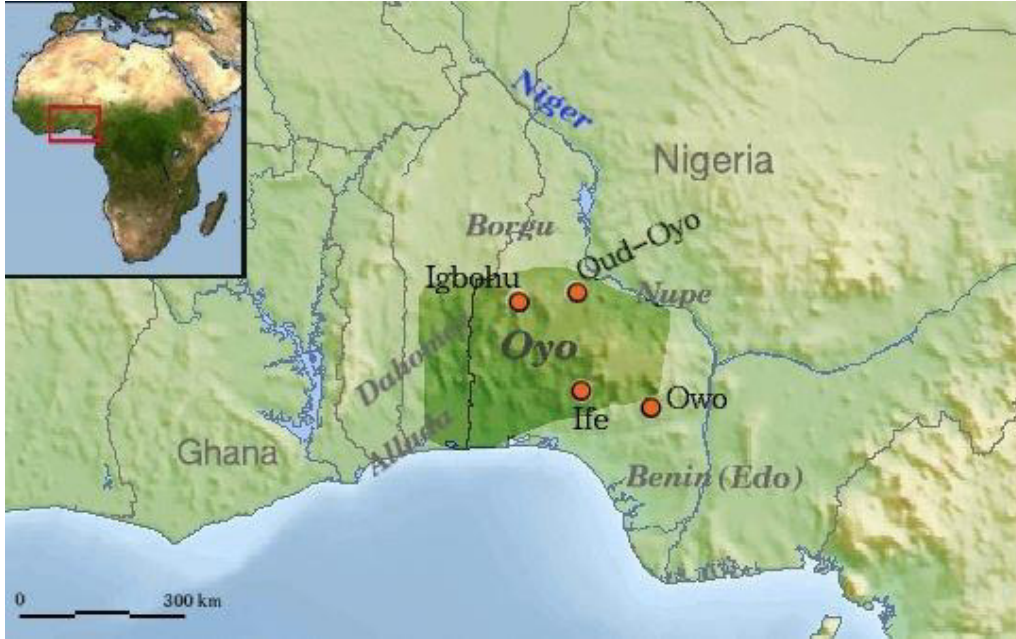 Niger
Nigeria
Borgu
Oud-Oyo
Igbohu
Nupe
Oyo
Dahomey
Owo
Ife
Allada
Ghana
Benin (Edo)
0 300 km